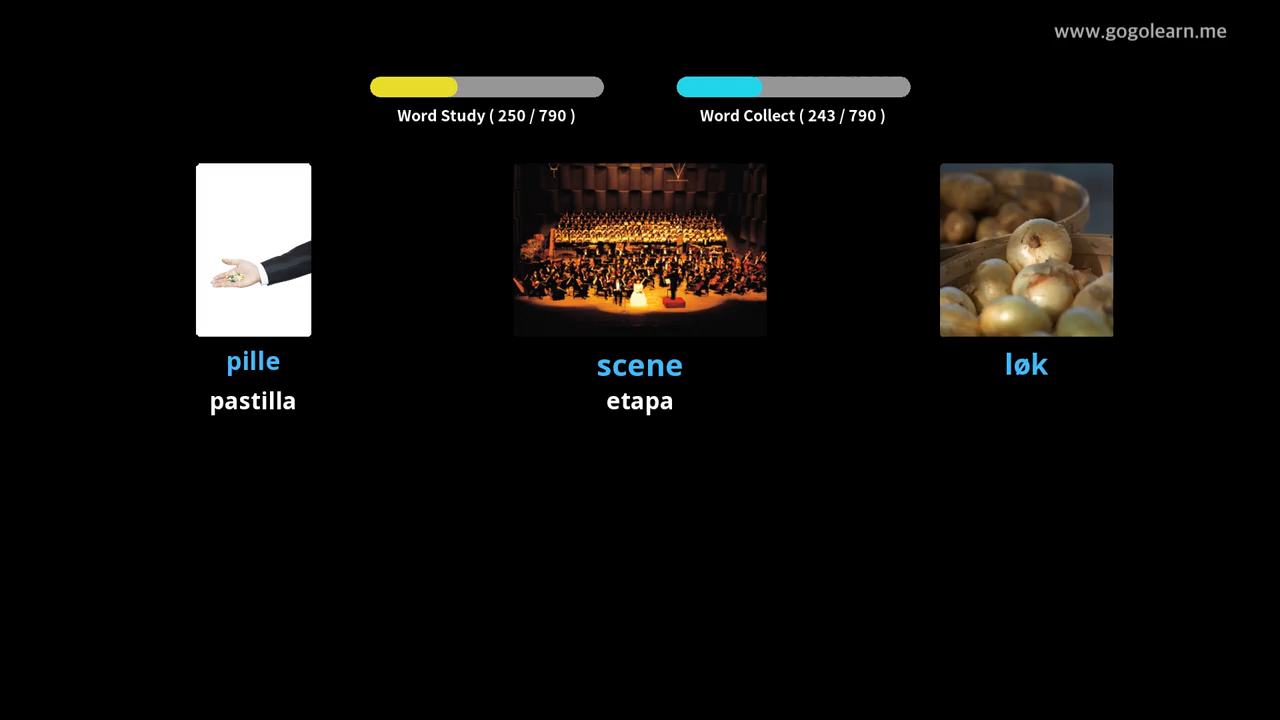 www.gogolearn.me
Word Study ( 250 / 790 )
Word Collect ( 243 / 790 )
pille
scene
løk
pastilla
etapa